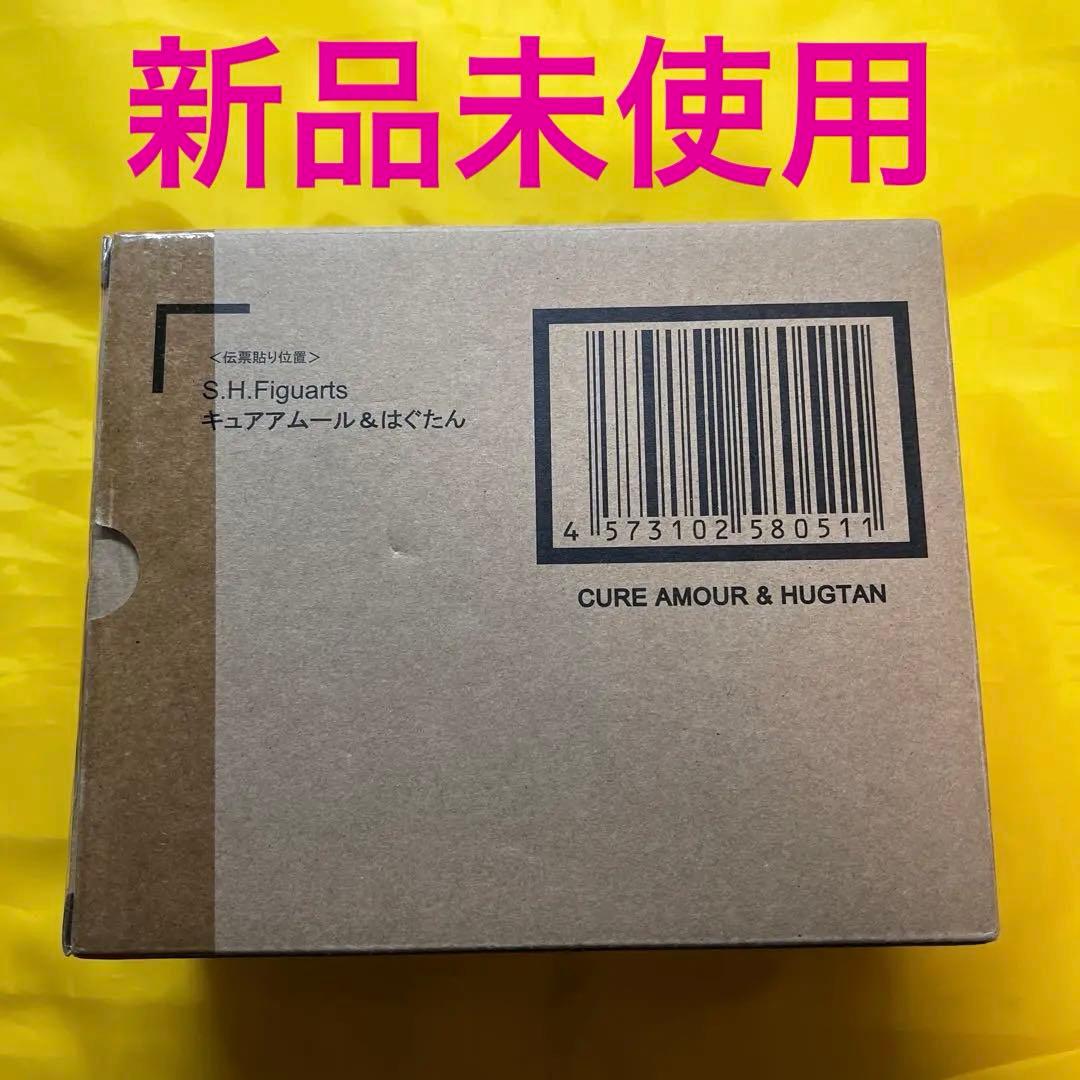 新品未使用
<伝票貼り位置>
S.H.Figuarts
キュアアムール&はぐたん
4 573102 580511
CURE AMOUR & HUGTAN